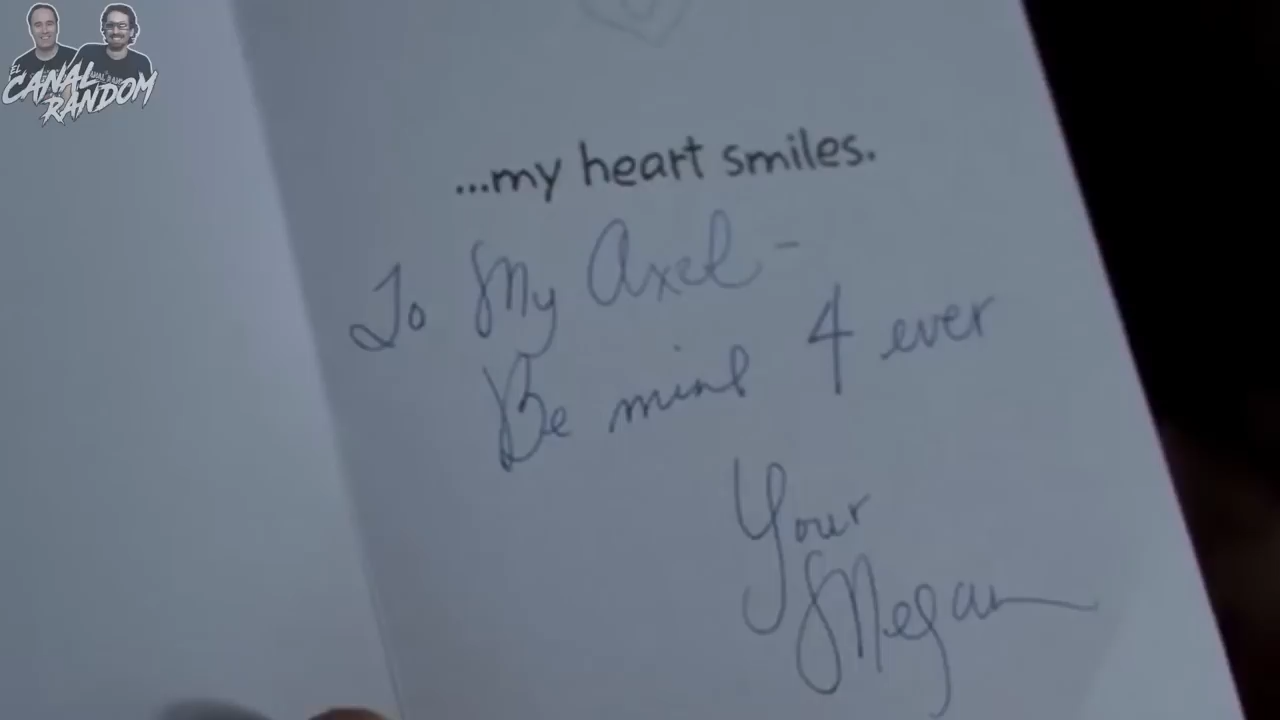 EL
CANAL
RANDOM
...my heart smiles.
To My Axel -
Be mine 4 ever
Your
Megan